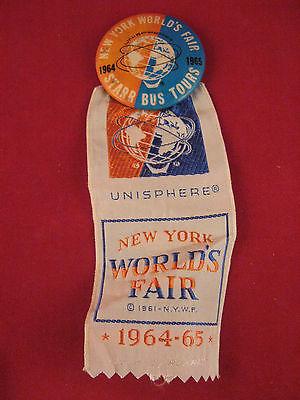 NEW YORK WORLD'S FAIR
1964 1965
STARR BUS TOURS
UNISPHERE®
NEW YORK
WORLD'S
FAIR
© 1961-N.Y.W.F.
* 1964-65 *